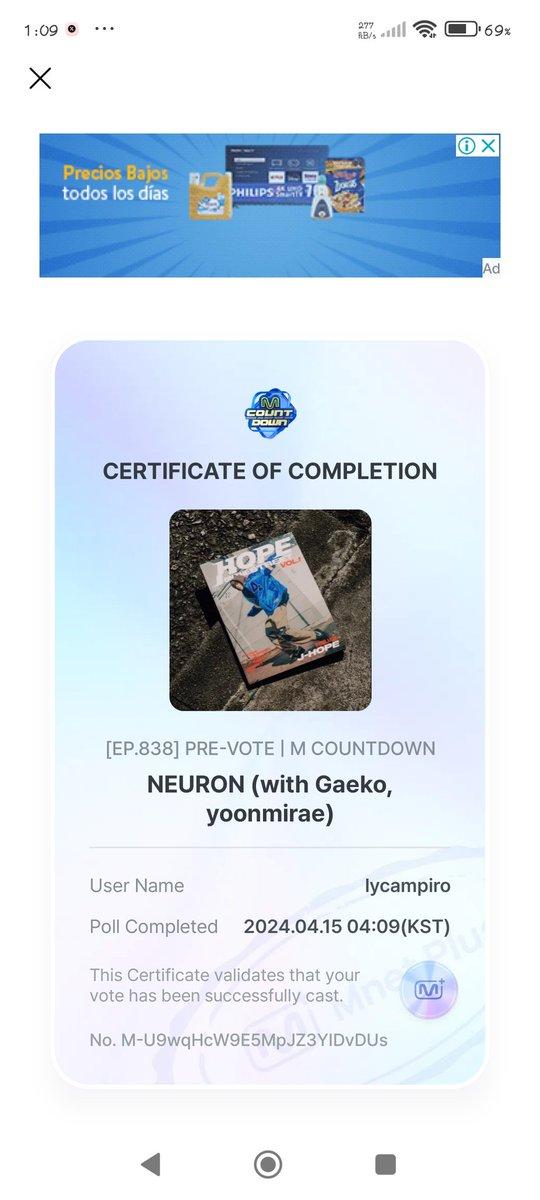 1:09
277
KB/s
69%
Precios Bajos
todos los días
PHILIPS
Ad
M
COUNT
DOWN
CERTIFICATE OF COMPLETION
HOPE
VOL.1
J-HOPE
[EP.838] PRE-VOTE | M COUNTDOWN
NEURON (with Gaeko,
yoonmirae)
User Name lycampiro
Poll Completed 2024.04.15 04:09(KST)
This Certificate validates that your
vote has been successfully cast.
Mnet Plus
No. M-U9wqHcW9E5MpJZ3YIDvDUs